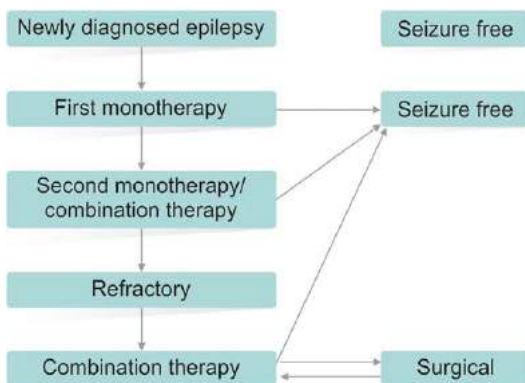 Newly diagnosed epilepsy
Seizure free
First monotherapy
Seizure free
Second monotherapy/
combination therapy
Refractory
Combination therapy
Surgical